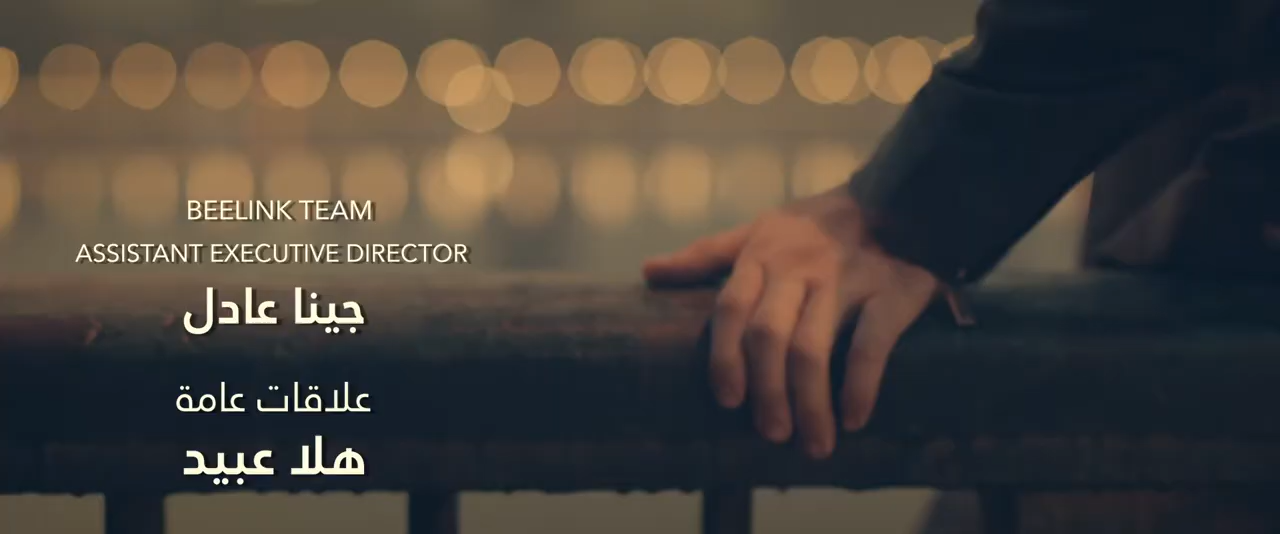 BEELINK TEAM
ASSISTANT EXECUTIVE DIRECTOR
جينا عادل
علاقات عامة
هلا عبيد